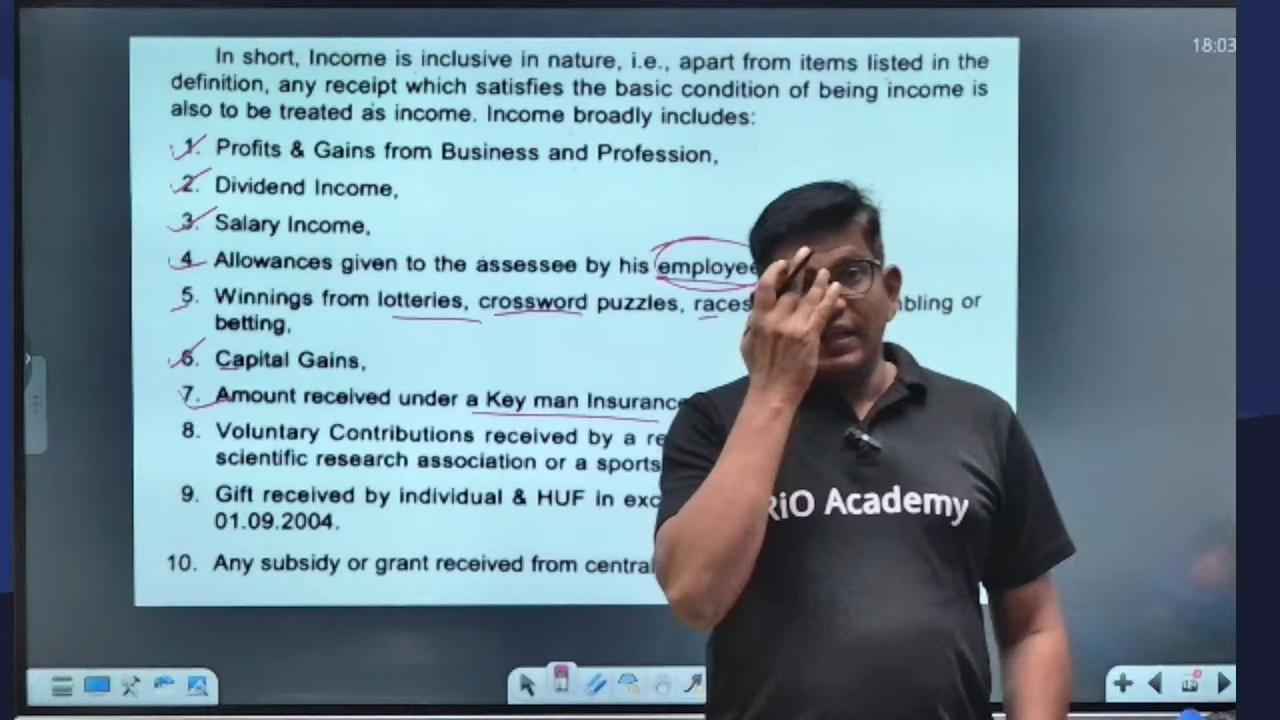 18:03
In short, Income is inclusive in nature, i.e., apart from items listed in the
definition, any receipt which satisfies the basic condition of being income is
also to be treated as income. Income broadly includes:
1. Profits & Gains from Business and Profession,
2. Dividend Income,
3. Salary Income,
4. Allowances given to the assessee by his employee
5. Winnings from lotteries, crossword puzzles, races
betting,
6. Capital Gains,
7. Amount received under a Key man Insurance
8. Voluntary Contributions received by a
scientific research association or a sports
9. Gift received by individual & HUF in
01.09.2004.
10. Any subsidy or grant received from
RiO Academy